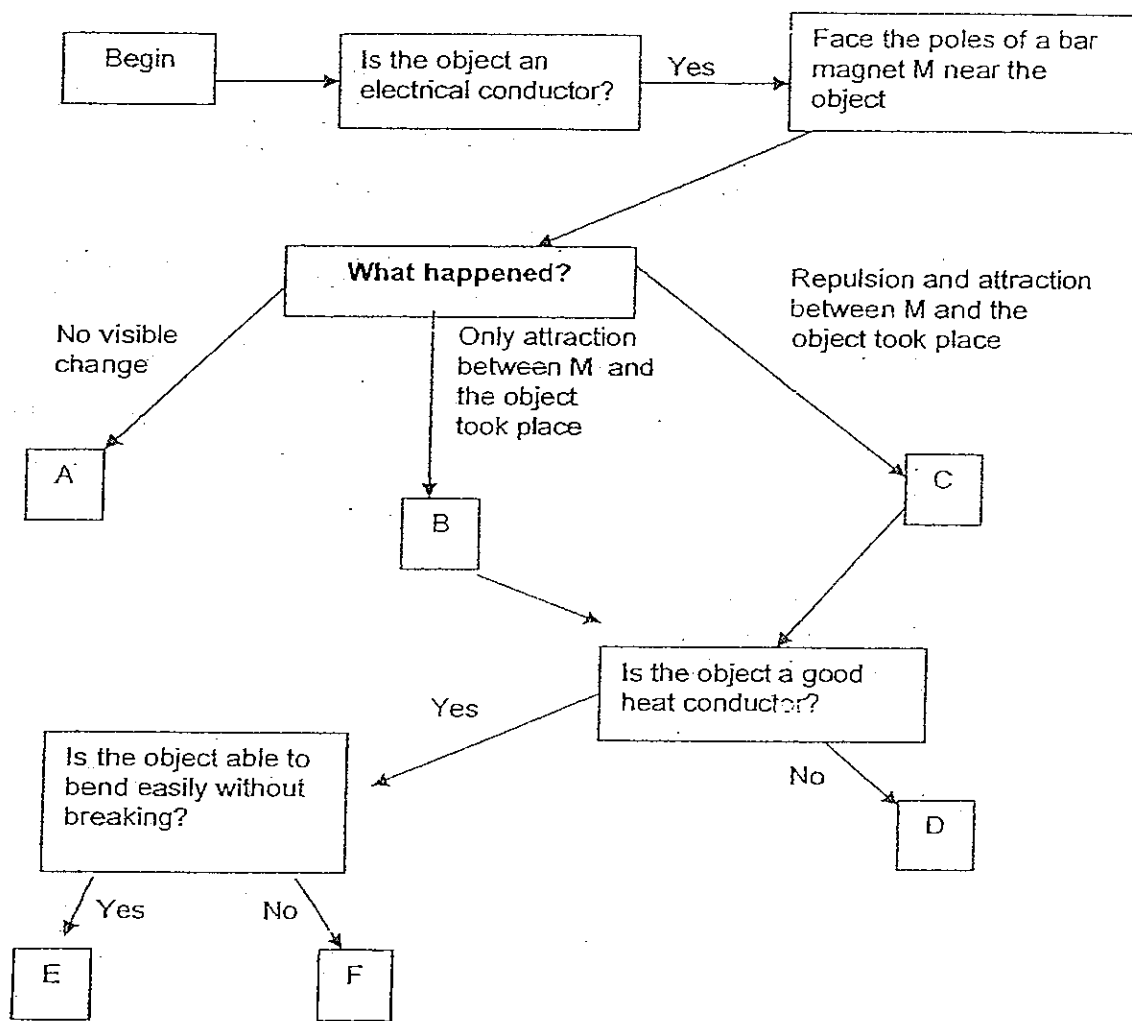 Begin
Is the object an
electrical conductor?
Yes
Face the poles of a bar
magnet M near the
object
What happened?
No visible
change
Only attraction
between M and
the object
took place
Repulsion and attraction
between M and the
object took place
A
B
C
Is the object a good
heat conductor?
Yes
No
Is the object able to
bend easily without
breaking?
D
Yes
No
E
F